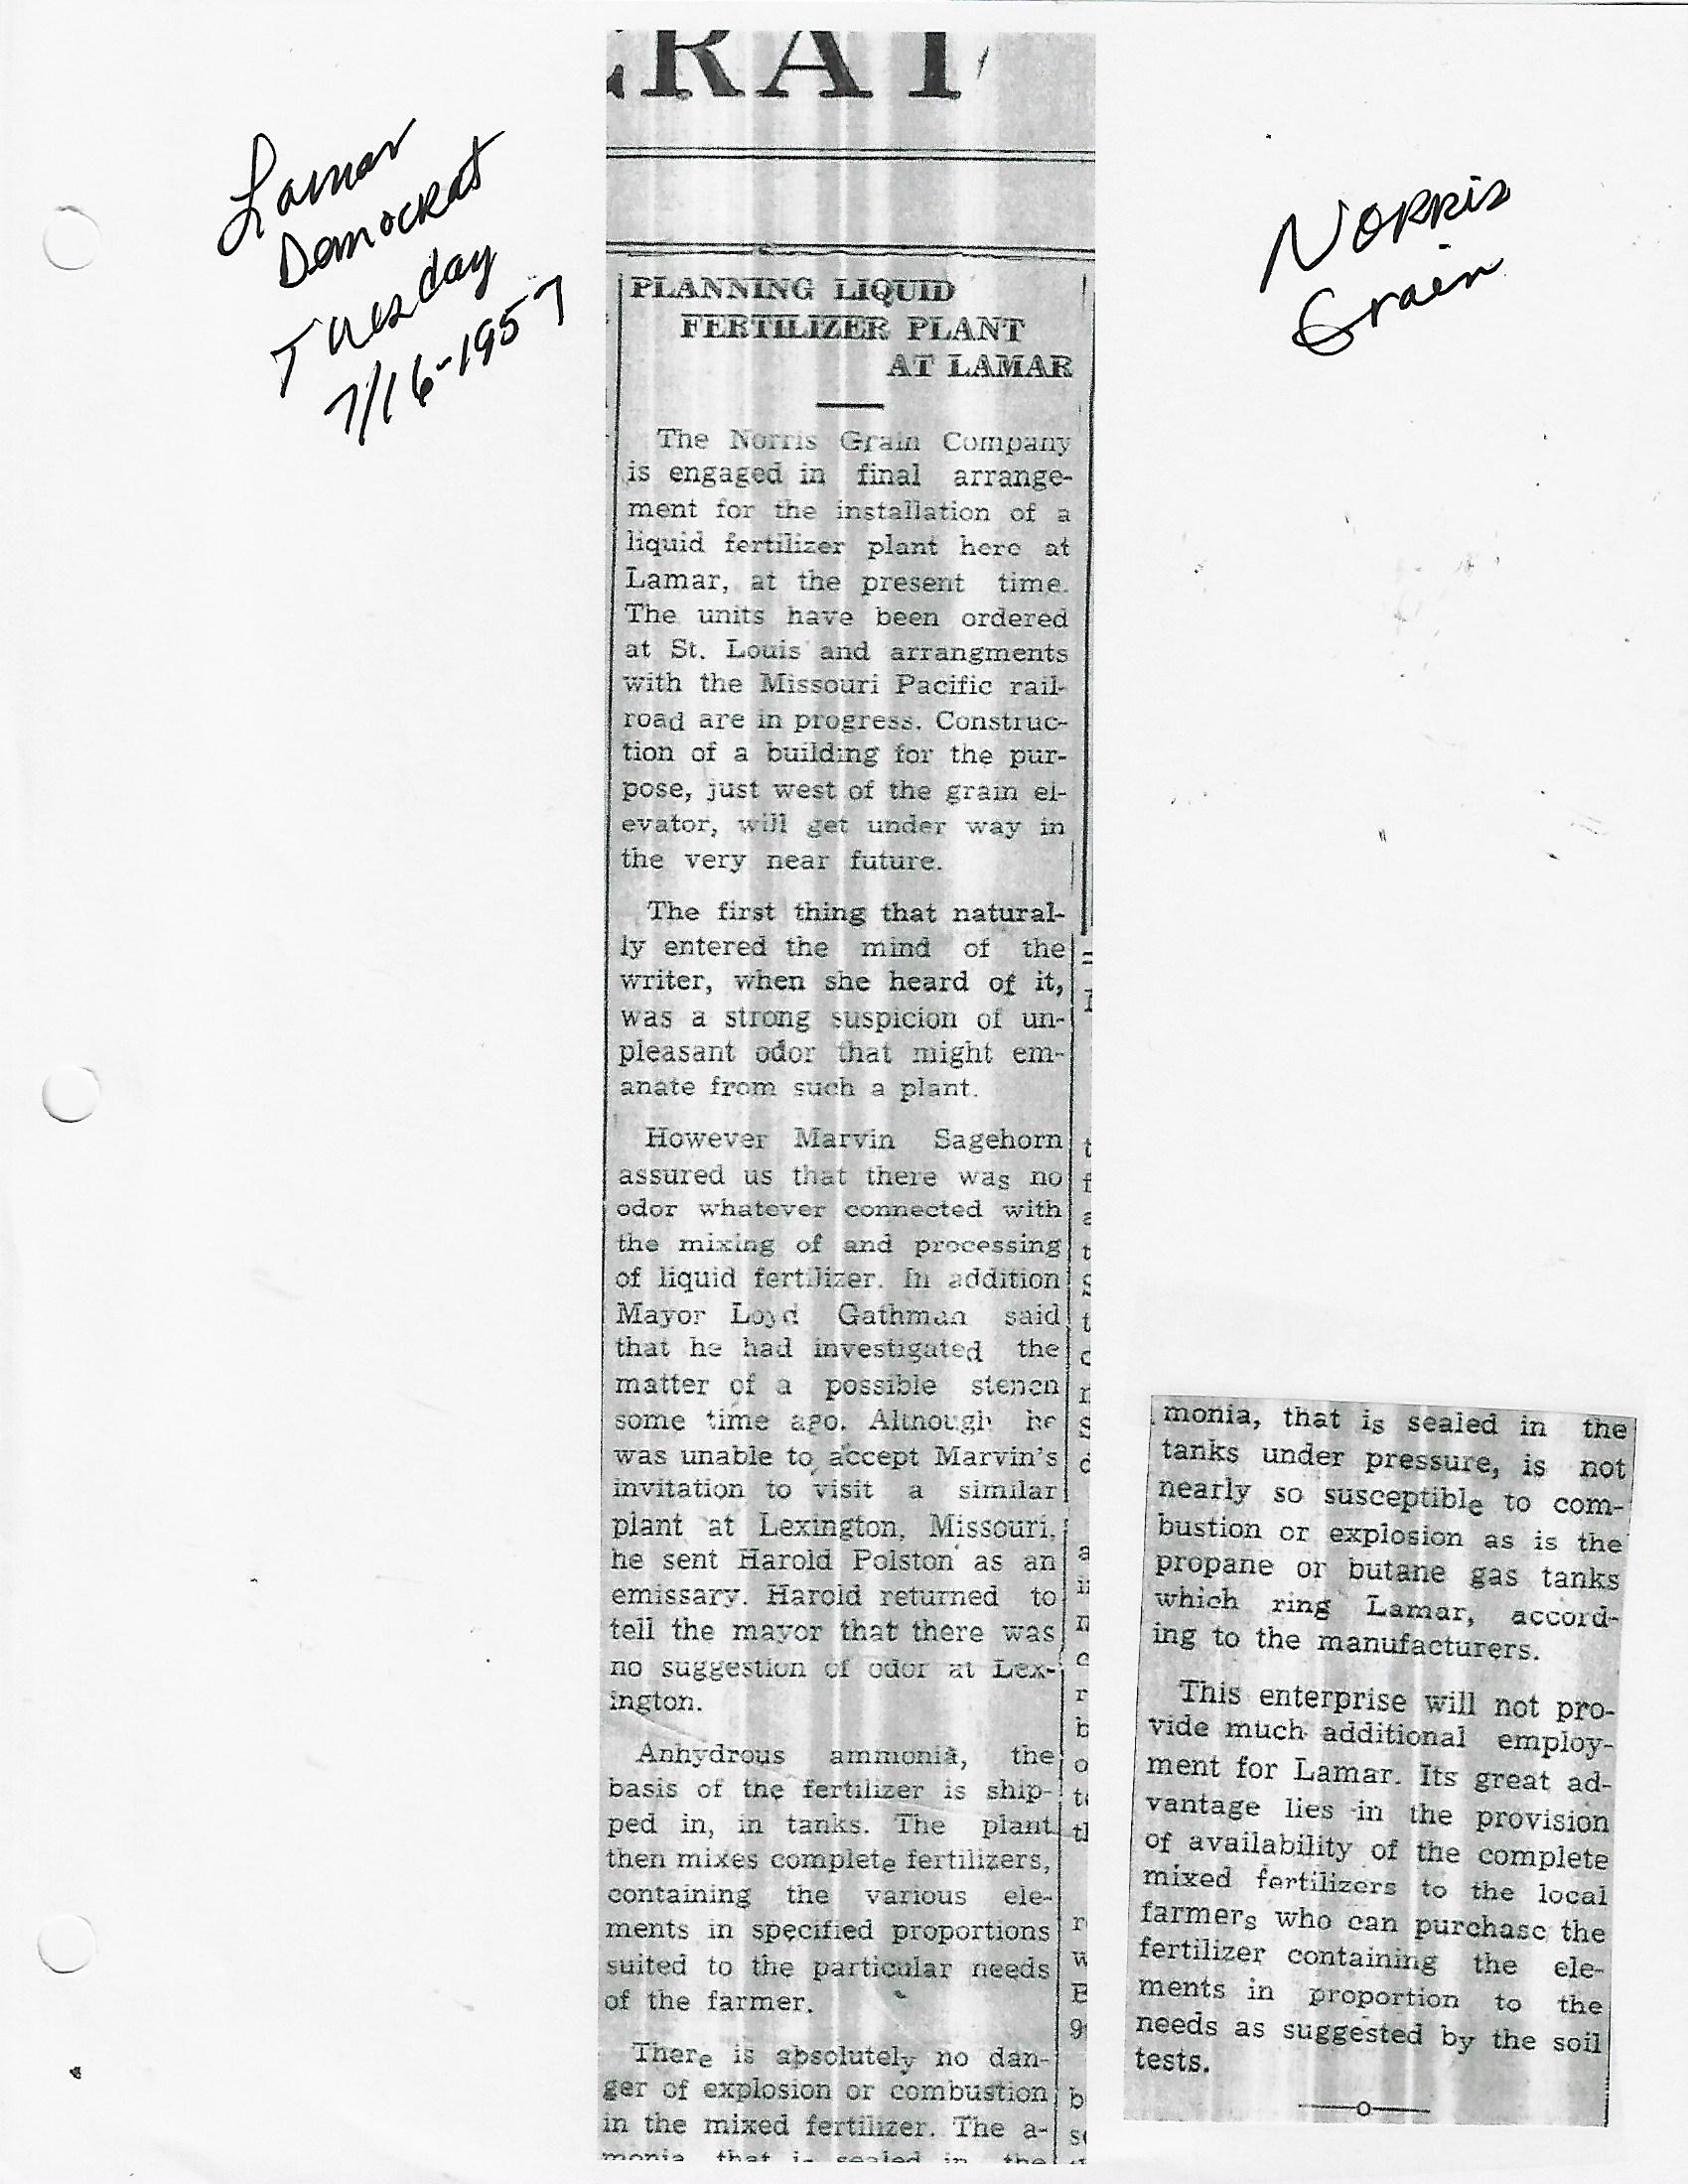 Lamar
Democrat
Tuesday
7/16-1957
Norris
Grain
CRAT
PLANNING LIQUID
FERTILIZER PLANT
AT LAMAR
The Norris Grain Company
is engaged in final arrange-
ment for the installation of a
liquid fertilizer plant here at
Lamar, at the present time.
The units have been ordered
at St. Louis and arrangments
with the Missouri Pacific rail-
road are in progress. Construc-
tion of a building for the pur-
pose, just west of the grain el-
evator, will get under way in
the very near future.
The first thing that natural-
ly entered the mind of the
writer, when she heard of it,
was a strong suspicion of un-
pleasant odor that might em-
anate from such a plant.
However Marvin Sagehorn
assured us that there was no
odor whatever connected with
the mixing of and processing
of liquid fertilizer. In addition
Mayor Loyd Gathman said
that he had investigated the
matter of a possible stench
some time ago. Although he
was unable to accept Marvin's
invitation to visit a similar
plant at Lexington, Missouri,
he sent Harold Polston as an
emissary. Harold returned to
tell the mayor that there was
no suggestion of odor at Lex-
ington.
Anhydrous ammonia, the
basis of the fertilizer is ship-
ped in, in tanks. The plant
then mixes complete fertilizers,
containing the various ele-
ments in specified proportions
suited to the particular needs
of the farmer.
There is absolutely no dan-
ger of explosion or combustion
in the mixed fertilizer. The a-
monia, that is sealed in the
monia, that is sealed in the
tanks under pressure, is not
nearly so susceptible to com-
bustion or explosion as is the
propane or butane gas tanks
which ring Lamar, accord-
ing to the manufacturers.
This enterprise will not pro-
vide much additional employ-
ment for Lamar. Its great ad-
vantage lies in the provision
of availability of the complete
mixed fertilizers to the local
farmers who can purchase the
fertilizer containing the ele-
ments in proportion to the
needs as suggested by the soil
tests.